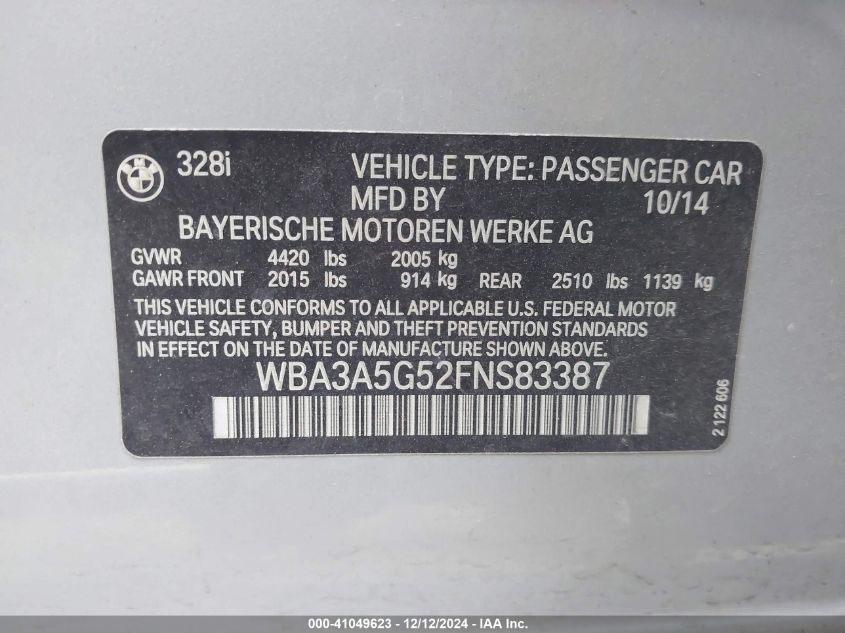 BMW
328i VEHICLE TYPE: PASSENGER CAR
MFD BY 10/14
BAYERISCHE MOTOREN WERKE AG
GVWR 4420 lbs 2005 kg
GAWR FRONT 2015 lbs 914 kg REAR 2510 lbs 1139 kg
THIS VEHICLE CONFORMS TO ALL APPLICABLE U.S. FEDERAL MOTOR
VEHICLE SAFETY, BUMPER AND THEFT PREVENTION STANDARDS
IN EFFECT ON THE DATE OF MANUFACTURE SHOWN ABOVE.
WBA3A5G52FNS83387
2 122 606
000-41049623 - 12/12/2024 - IAA Inc.